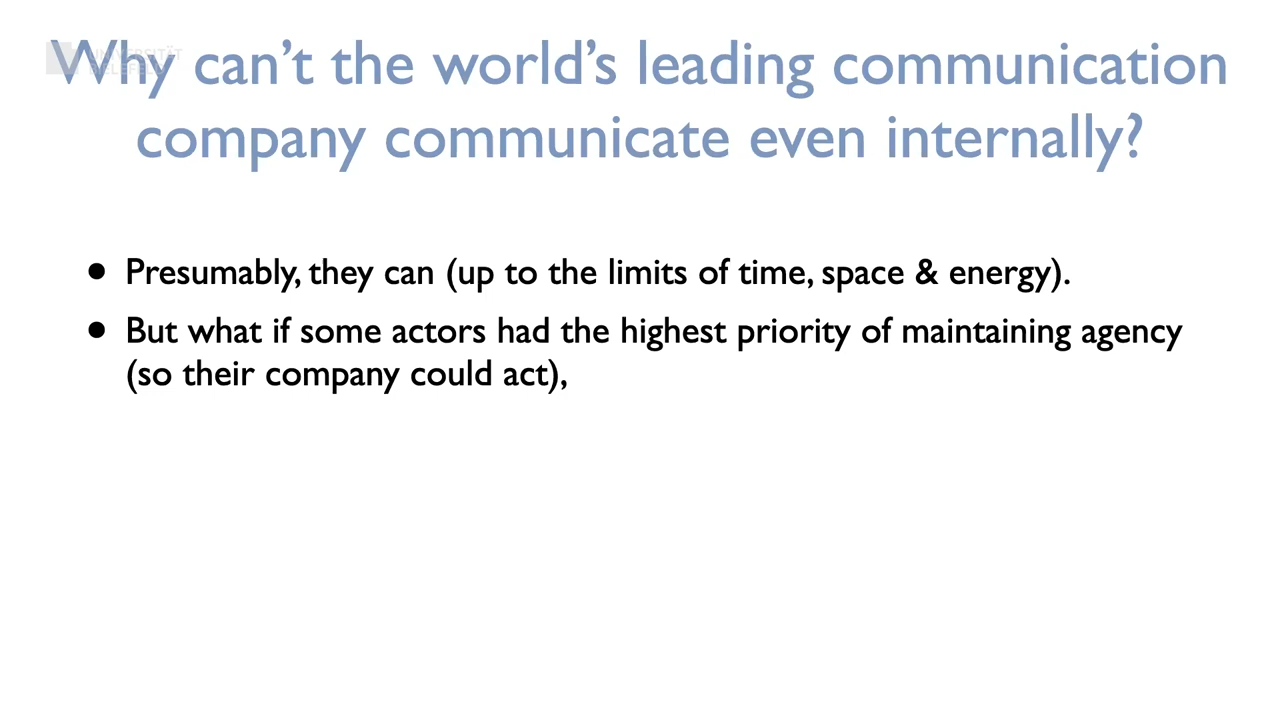 UNIVERSITÄT
BIELEFELD
Why can’t the world’s leading communication
company communicate even internally?
• Presumably, they can (up to the limits of time, space & energy).
• But what if some actors had the highest priority of maintaining agency
(so their company could act),